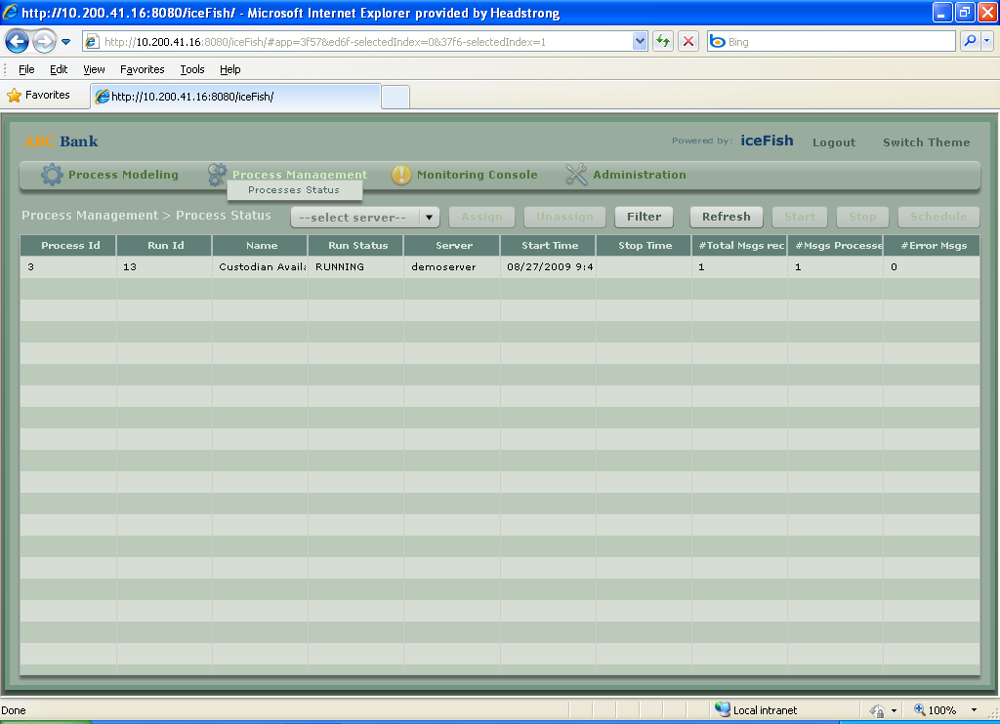 http://10.200.41.16:8080/iceFish/ - Microsoft Internet Explorer provided by Headstrong
http://10.200.41.16:8080/iceFish/#app=3f57&ed6f-selectedIndex=0&37f6-selectedIndex=1 Bing
File Edit View Favorites Tools Help
Favorites http://10.200.41.16:8080/iceFish/
ABC Bank Powered by: iceFish Logout Switch Theme
Process Modeling Process Management Monitoring Console Administration
Processes Status
Process Management > Process Status --select server-- Assign Unassign Filter Refresh Start Stop Schedule
Process Id Run Id Name Run Status Server Start Time Stop Time #Total Msgs rec #Msgs Processe #Error Msgs
3 13 Custodian Availa RUNNING demoserver 08/27/2009 9:4 1 1 0
Done Local intranet 100%